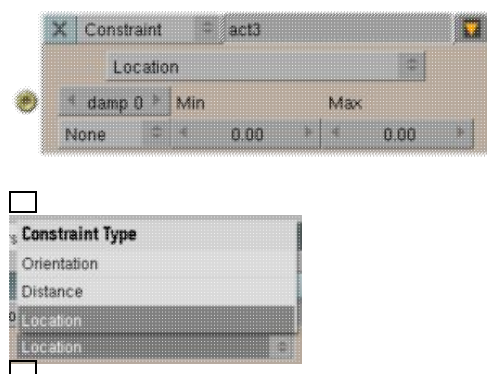 Constraint act3
Location
damp 0 Min Max
None 0.00 0.00
Constraint Type
Orientation
Distance
Location
Location